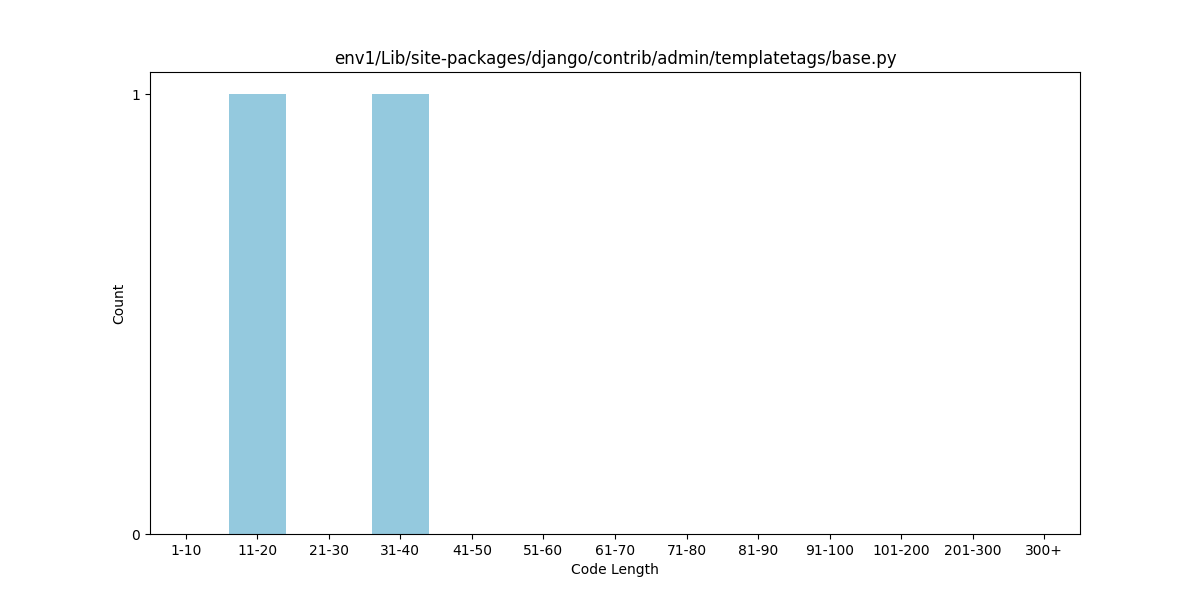 env1/Lib/site-packages/django/contrib/admin/templatetags/base.py
1
Count
0
1-10 11-20 21-30 31-40 41-50 51-60 61-70 71-80 81-90 91-100 101-200 201-300 300+
Code Length